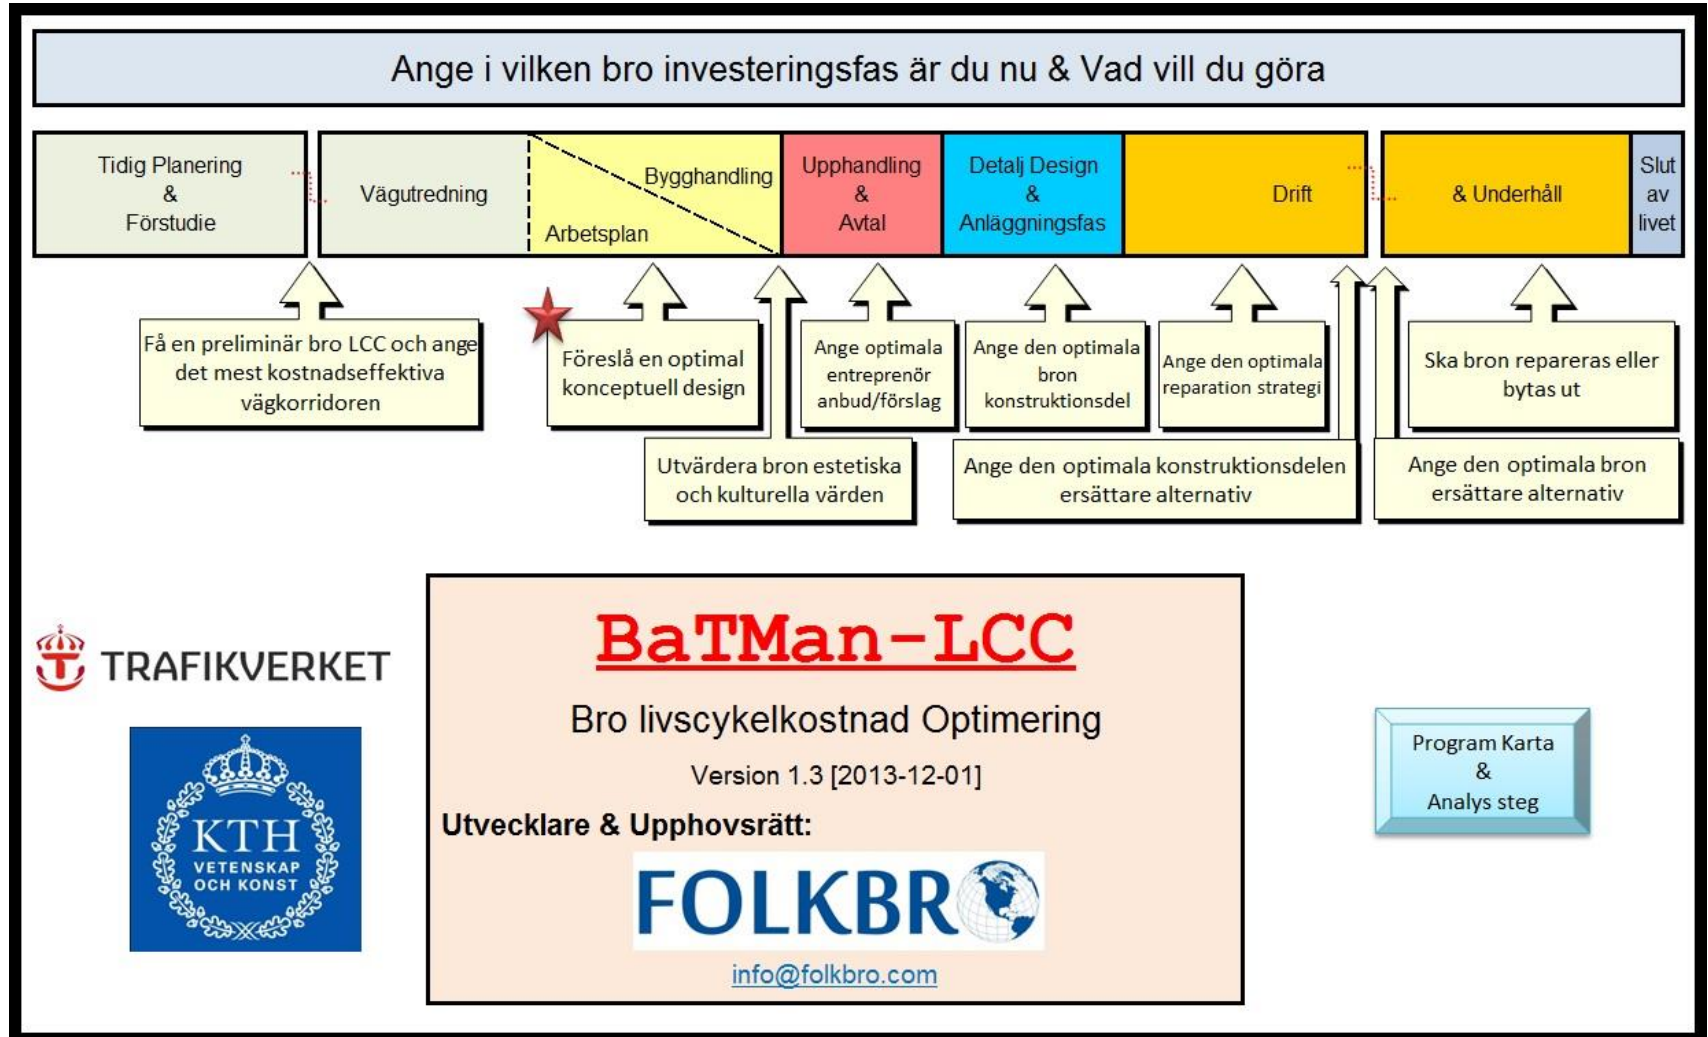 Ange i vilken bro investeringsfas är du nu & Vad vill du göra
Tidig Planering
&
Förstudie
Vägutredning
Bygghandling
Arbetsplan
Upphandling
&
Avtal
Detalj Design
&
Anläggningsfas
Drift
& Underhåll
Slut
av
livet
Få en preliminär bro LCC och ange
det mest kostnadseffektiva
vägkorridoren
Föreslå en optimal
konceptuell design
Ange optimala
entreprenör
anbud/förslag
Ange den optimala
bron
konstruktionsdel
Ange den optimala
reparation strategi
Ska bron repareras eller
bytas ut
Utvärdera bron estetiska
och kulturella värden
Ange den optimala konstruktionsdelen
ersättare alternativ
Ange den optimala bron
ersättare alternativ
TRAFIKVERKET
KTH
VETENSKAP
OCH KONST
BaTMan-LCC
Bro livscykelkostnad Optimering
Version 1.3 [2013-12-01]
Utvecklare & Upphovsrätt:
FOLKBRO
info@folkbro.com
Program Karta
&
Analys steg